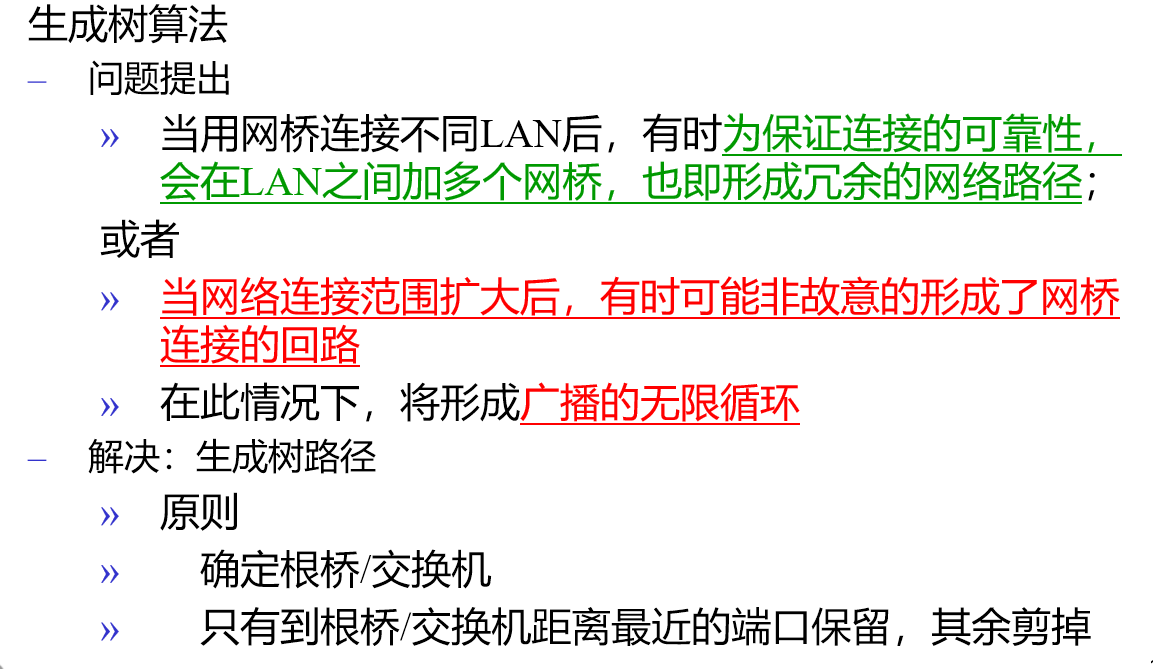 生成树算法
– 问题提出
» 当用网桥连接不同LAN后，有时为保证连接的可靠性，
会在LAN之间加多个网桥，也即形成冗余的网络路径；
或者
» 当网络连接范围扩大后，有时可能非故意的形成了网桥
连接的回路
» 在此情况下，将形成广播的无限循环
– 解决：生成树路径
» 原则
» 确定根桥/交换机
» 只有到根桥/交换机距离最近的端口保留，其余剪掉